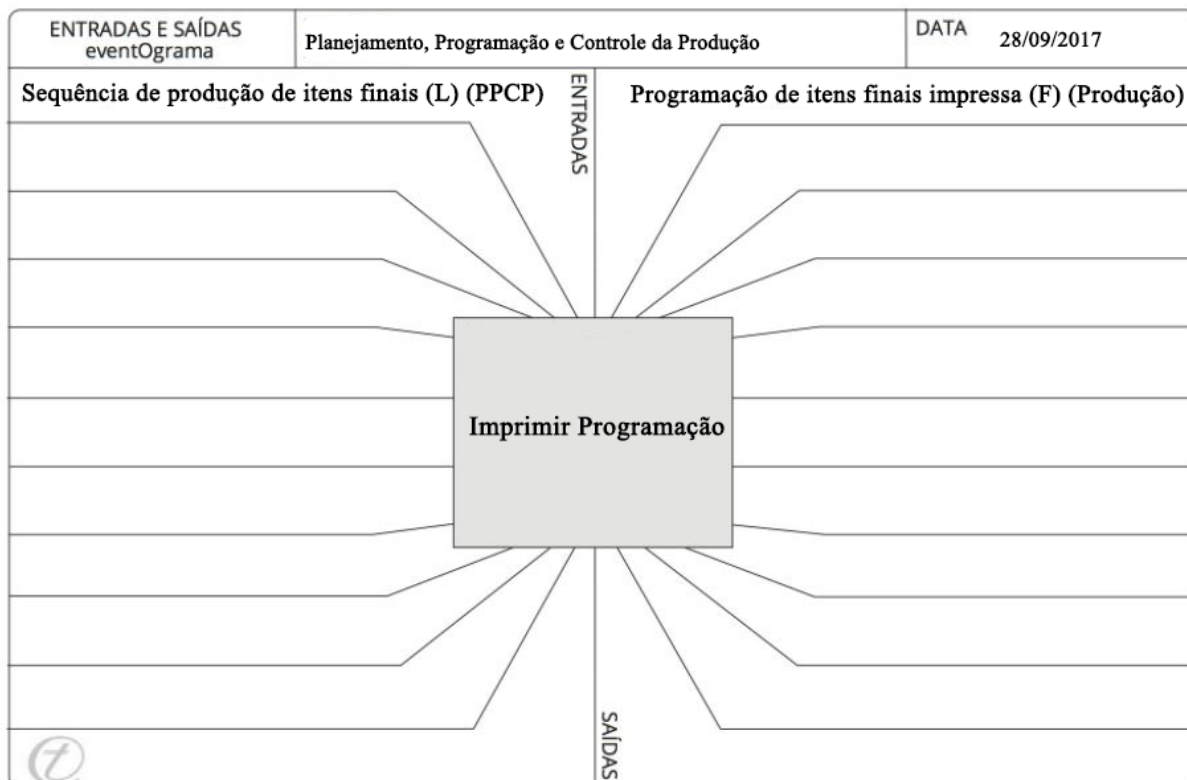 ENTRADAS E SAÍDAS
eventOgrama
Planejamento, Programação e Controle da Produção
DATA
28/09/2017
Sequência de produção de itens finais (L) (PPCP)
ENTRADAS
Programação de itens finais impressa (F) (Produção)
Imprimir Programação
SAÍDAS